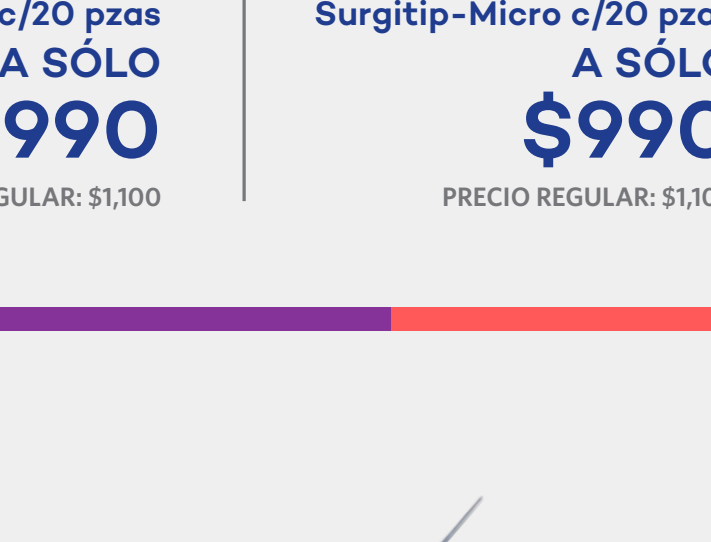 c/20 pzas
A SÓLO
990
GULAR: $1,100
Surgitip-Micro c/20 pza
A SÓLO
$990
PRECIO REGULAR: $1,10